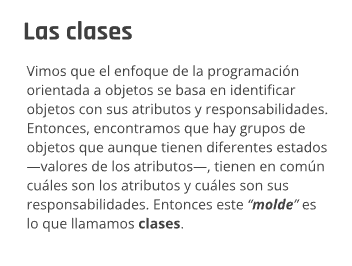 Las clases
Vimos que el enfoque de la programación
orientada a objetos se basa en identificar
objetos con sus atributos y responsabilidades.
Entonces, encontramos que hay grupos de
objetos que aunque tienen diferentes estados
—valores de los atributos—, tienen en común
cuáles son los atributos y cuáles son sus
responsabilidades. Entonces este “molde” es
lo que llamamos clases.